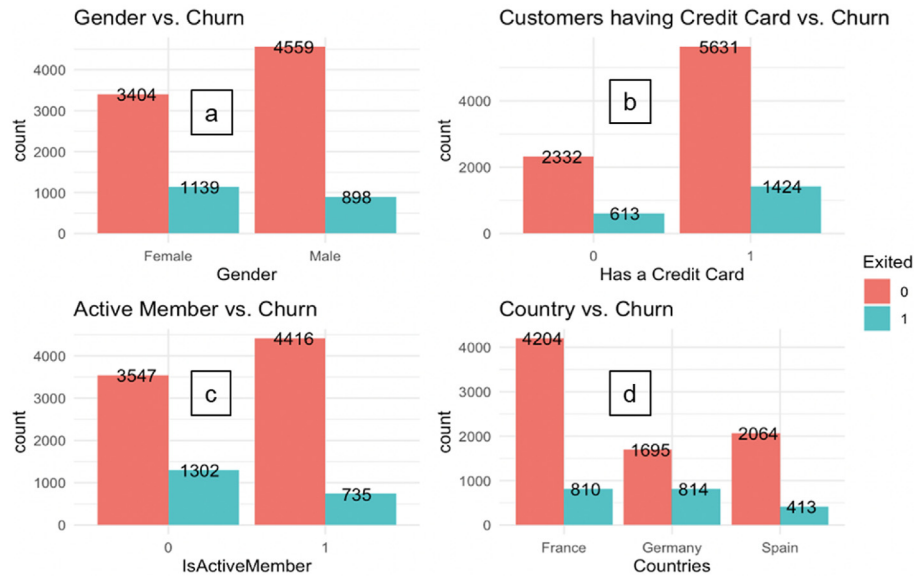 Gender vs. Churn
4559
4000
3404
3000
a
count
2000
1139
898
1000
0
Female
Male
Gender
Customers having Credit Card vs. Churn
5631
4000
b
count
2332
2000
1424
613
0
0
1
Has a Credit Card
Active Member vs. Churn
4416
4000
3547
3000
c
count
2000
1302
1000
735
0
0
1
IsActiveMember
Country vs. Churn
4204
4000
3000
d
count
2064
2000
1695
810
814
1000
413
0
France
Germany
Spain
Countries
Exited
0
1